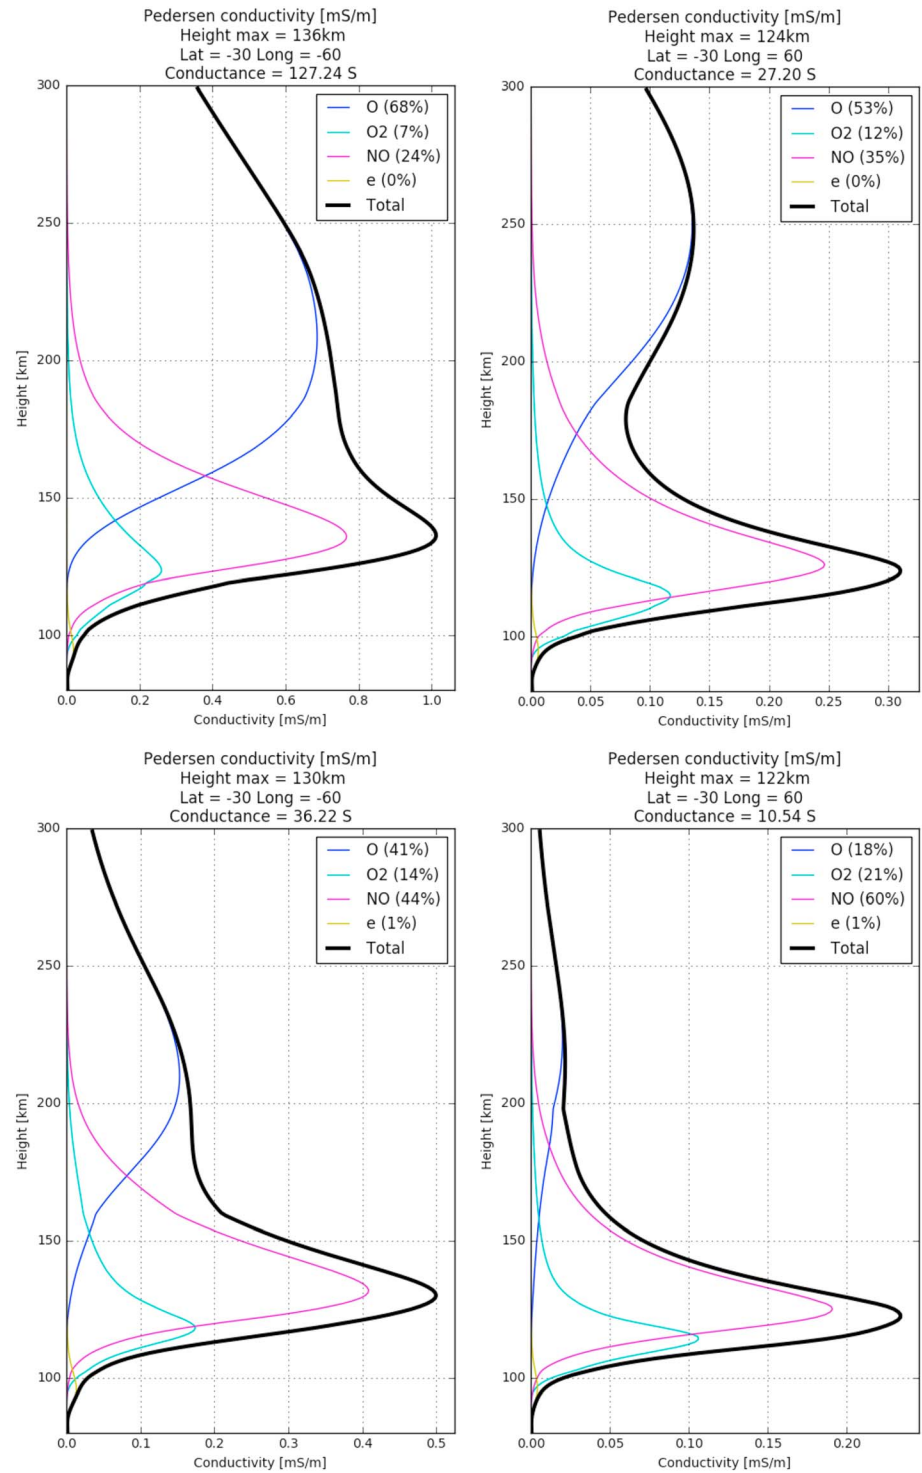 Pedersen conductivity [mS/m]
Height max = 136km
Lat = -30 Long = -60
Conductance = 127.24 S
300
250
200
150
100
Height [km]
O (68%)
O2 (7%)
NO (24%)
e (0%)
Total
0.0 0.2 0.4 0.6 0.8 1.0
Conductivity [mS/m]
Pedersen conductivity [mS/m]
Height max = 124km
Lat = -30 Long = 60
Conductance = 27.20 S
300
250
200
150
100
Height [km]
O (53%)
O2 (12%)
NO (35%)
e (0%)
Total
0.00 0.05 0.10 0.15 0.20 0.25 0.30
Conductivity [mS/m]
Pedersen conductivity [mS/m]
Height max = 130km
Lat = -30 Long = -60
Conductance = 36.22 S
300
250
200
150
100
Height [km]
O (41%)
O2 (14%)
NO (44%)
e (1%)
Total
0.0 0.1 0.2 0.3 0.4 0.5
Conductivity [mS/m]
Pedersen conductivity [mS/m]
Height max = 122km
Lat = -30 Long = 60
Conductance = 10.54 S
300
250
200
150
100
Height [km]
O (18%)
O2 (21%)
NO (60%)
e (1%)
Total
0.00 0.05 0.10 0.15 0.20
Conductivity [mS/m]